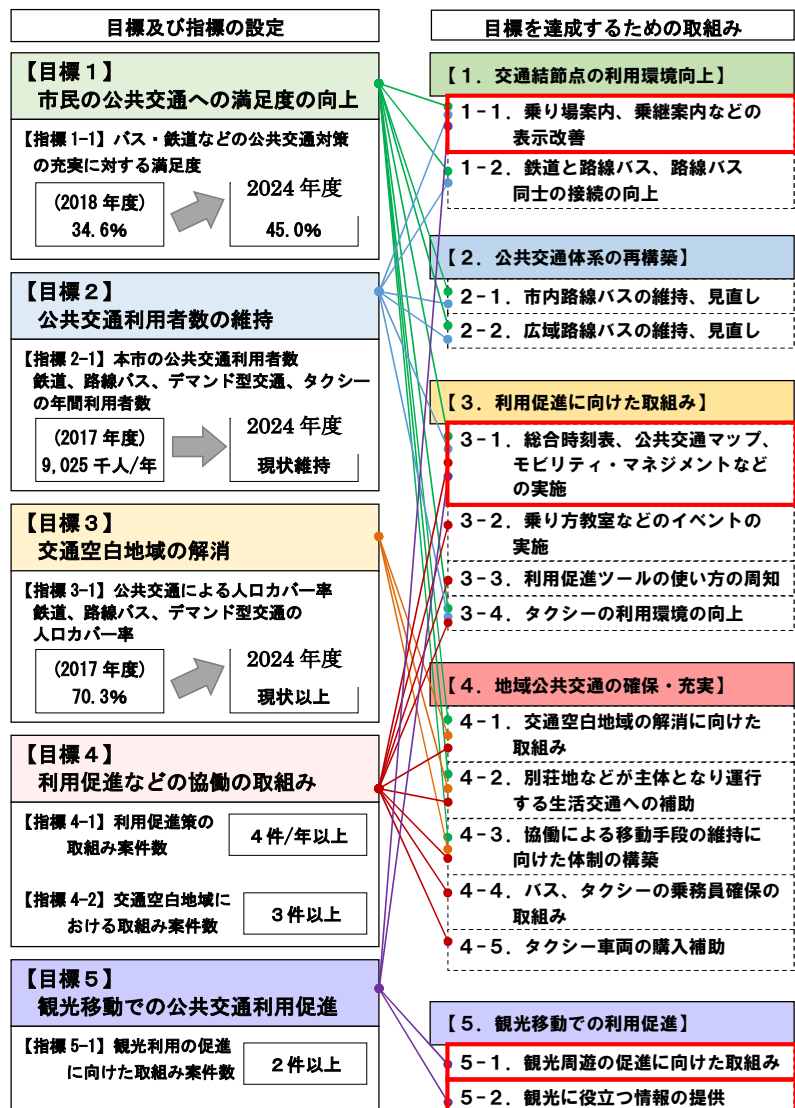 目標及び指標の設定
【目標１】
市民の公共交通への満足度の向上
【指標 1-1】バス・鉄道などの公共交通対策
の充実に対する満足度
（2018 年度）
34.6%
2024 年度
45.0%
【目標２】
公共交通利用者数の維持
【指標 2-1】本市の公共交通利用者数
鉄道、路線バス、デマンド型交通、タクシー
の年間利用者数
（2017 年度）
9,025 千人/年
2024 年度
現状維持
【目標３】
交通空白地域の解消
【指標 3-1】公共交通による人口カバー率
鉄道、路線バス、デマンド型交通の
人口カバー率
（2017 年度）
70.3%
2024 年度
現状以上
【目標４】
利用促進などの協働の取組み
【指標 4-1】利用促進策の
取組み案件数
４件/年以上
【指標 4-2】交通空白地域に
おける取組み案件数
３件以上
【目標５】
観光移動での公共交通利用促進
【指標 5-1】観光利用の促進
に向けた取組み案件数
２件以上
目標を達成するための取組み
【１．交通結節点の利用環境向上】
１-１．乗り場案内、乗継案内などの
表示改善
１-２．鉄道と路線バス、路線バス
同士の接続の向上
【２．公共交通体系の再構築】
２-１．市内路線バスの維持、見直し
２-２．広域路線バスの維持、見直し
【３．利用促進に向けた取組み】
３-１．総合時刻表、公共交通マップ、
モビリティ・マネジメントなど
の実施
３-２．乗り方教室などのイベントの
実施
３-３．利用促進ツールの使い方の周知
３-４．タクシーの利用環境の向上
【４．地域公共交通の確保・充実】
４-１．交通空白地域の解消に向けた
取組み
４-２．別荘地などが主体となり運行
する生活交通への補助
４-３．協働による移動手段の維持に
向けた体制の構築
４-４．バス、タクシーの乗務員確保の
取組み
４-５．タクシー車両の購入補助
【５．観光移動での利用促進】
５-１．観光周遊の促進に向けた取組み
５-２．観光に役立つ情報の提供